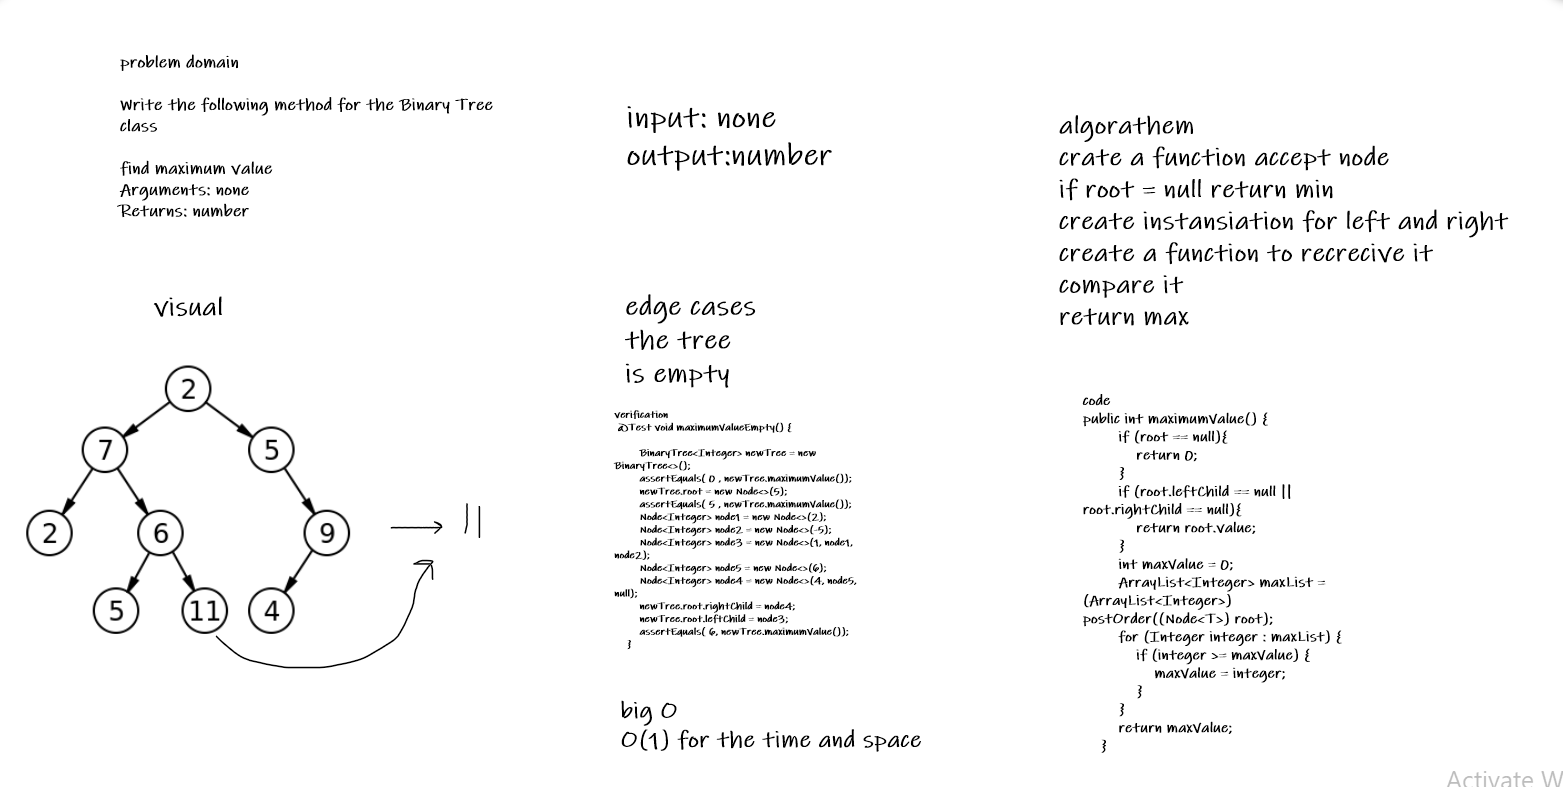 problem domain
Write the following method for the Binary Tree
class
find maximum value
Arguments: none
Returns: number
visual
2
7
5
2
6
9
5
11
4
11
input: none
output:number
edge cases
the tree
is empty
verification
@Test void maximumValueEmpty() {
BinaryTree<Integer> newTree = new
BinaryTree<>();
assertEquals( 0 , newTree.maximumValue());
newTree.root = new Node<>(5);
assertEquals( 5 , newTree.maximumValue());
Node<Integer> node1 = new Node<>(2);
Node<Integer> node2 = new Node<>(-5);
Node<Integer> node3 = new Node<>(1, node1,
node2);
Node<Integer> node5 = new Node<>(6);
Node<Integer> node4 = new Node<>(4, node5,
null);
newTree.root.rightChild = node4;
newTree.root.leftChild = node3;
assertEquals( 6, newTree.maximumValue());
}
big O
O(1) for the time and space
algorathem
crate a function accept node
if root = null return min
create instansiation for left and right
create a function to recrecive it
compare it
return max
code
public int maximumValue() {
if (root == null){
return 0;
}
if (root.leftChild == null ||
root.rightChild == null){
return root.value;
}
int maxValue = 0;
ArrayList<Integer> maxList =
(ArrayList<Integer>)
postOrder((Node<T>) root);
for (Integer integer : maxList) {
if (integer >= maxValue) {
maxValue = integer;
}
}
return maxValue;
}
Activate W